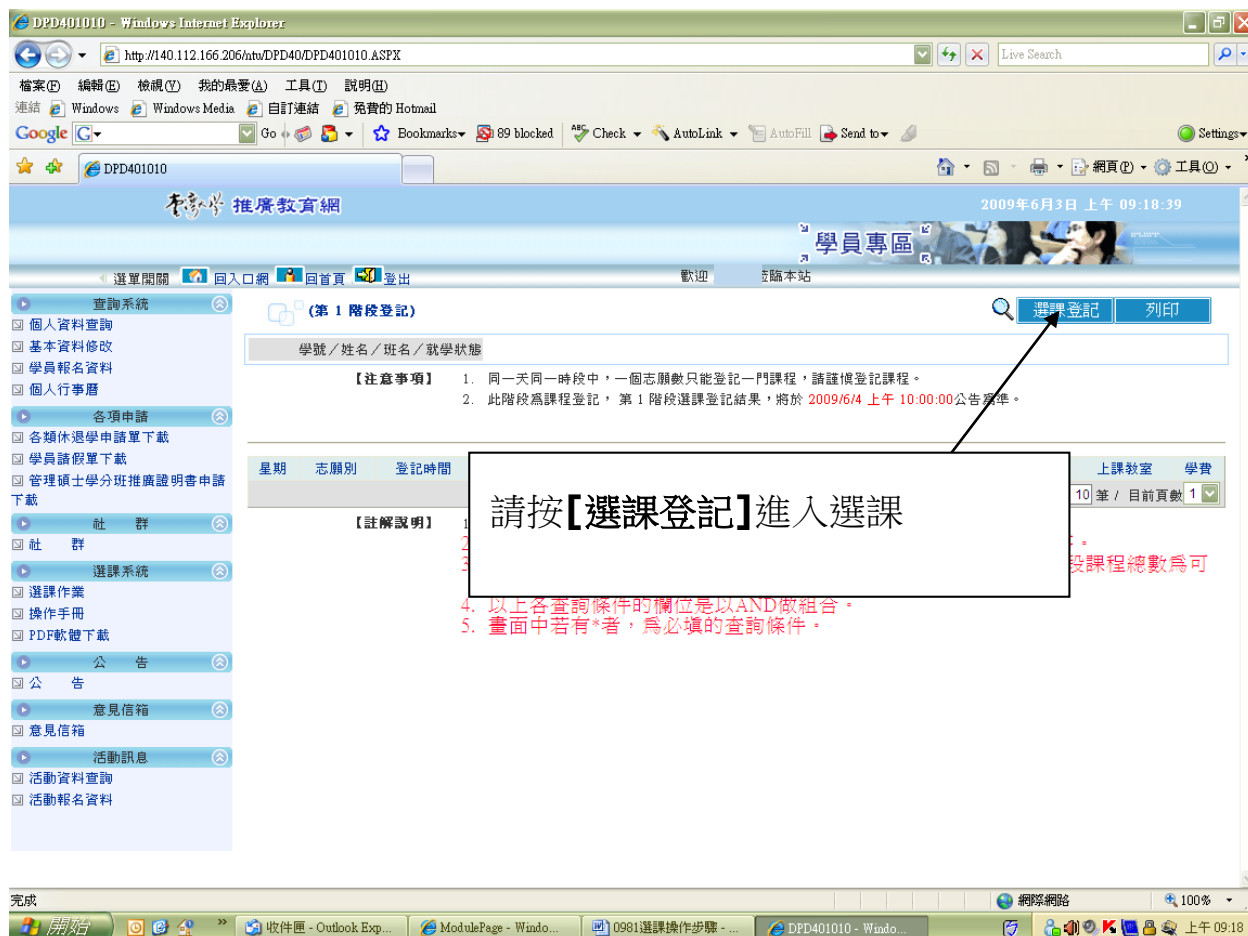 DPD401010 - Windows Internet Explorer
http://140.112.166.206/ntu/DPD40/DPD401010.ASPX
Live Search
檔案(F) 編輯(E) 檢視(V) 我的最愛(A) 工具(T) 說明(H)
連結 Windows Windows Media 自訂連結 免費的 Hotmail
Google G Go Bookmarks 89 blocked ABC Check AutoLink AutoFill Send to Settings
DPD401010 網頁(P) 工具(O)
推廣教育網 2009年6月3日 上午 09:18:39
學員專區
選單開關 回入口網 回首頁 登出 歡迎 蒞臨本站
查詢系統
個人資料查詢
基本資料修改
學員報名資料
個人行事曆
各項申請
各類休退學申請單下載
學員請假單下載
管理碩士學分班推廣證明書申請
下載
社 群
社 群
選課系統
選課作業
操作手冊
PDF軟體下載
公 告
公 告
意見信箱
意見信箱
活動訊息
活動資料查詢
活動報名資料
(第 1 階段登記) 選課登記 列印
學號／姓名／班名／就學狀態
【注意事項】 1. 同一天同一時段中，一個志願數只能登記一門課程，請謹慎登記課程。
2. 此階段為課程登記， 第 1 階段選課登記結果，將於 2009/6/4 上午 10:00:00公告為準。
星期 志願別 登記時間 上課教室 學費
10 筆 / 目前頁數 1
請按【選課登記】進入選課
【註解說明】 1
段課程總數為可
4. 以上各查詢條件的欄位是以AND做組合。
5. 畫面中若有*者，為必填的查詢條件。
完成 網際網路 100%
開始 收件匣 - Outlook Exp... ModulePage - Windo... 0981選課操作步驟 - ... DPD401010 - Windo... 上午 09:18